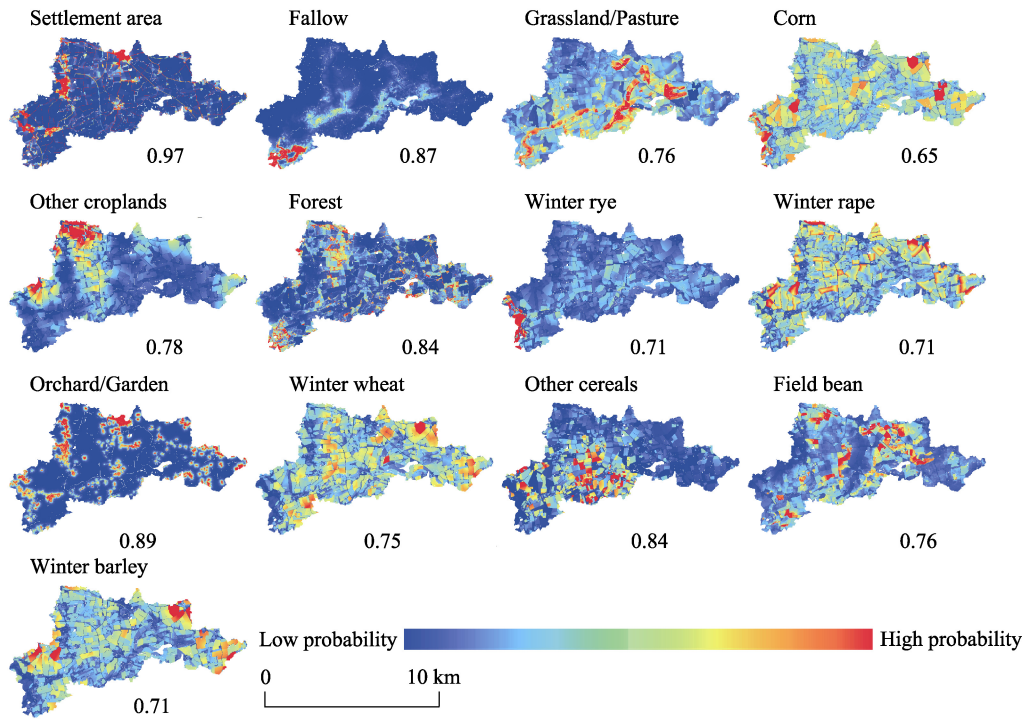 Settlement area
Fallow
Grassland/Pasture
Corn
0.97
0.87
0.76
0.65
Other croplands
Forest
Winter rye
Winter rape
0.78
0.84
0.71
0.71
Orchard/Garden
Winter wheat
Other cereals
Field bean
0.89
0.75
0.84
0.76
Winter barley
0.71
Low probability
High probability
0
10 km